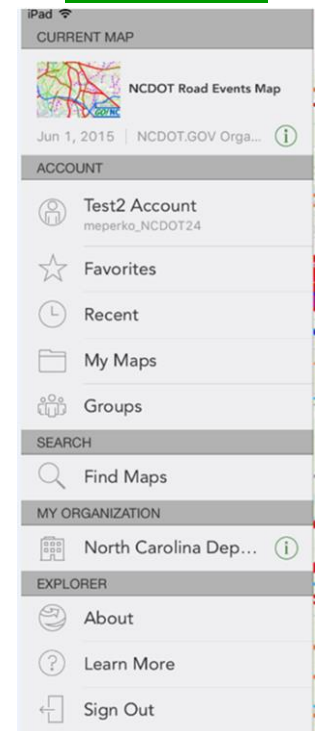 iPad
CURRENT MAP
NCDOT Road Events Map
Jun 1, 2015 | NCDOT.GOV Orga...
ACCOUNT
Test2 Account
meperko_NCDOT24
Favorites
Recent
My Maps
Groups
SEARCH
Find Maps
MY ORGANIZATION
North Carolina Dep...
EXPLORER
About
Learn More
Sign Out